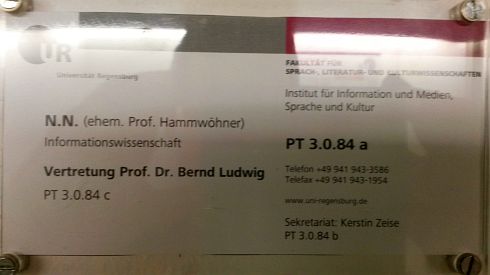 UR
Universität Regensburg
FAKULTÄT FÜR
SPRACH-, LITERATUR- UND KULTURWISSENSCHAFTEN
Institut für Information und Medien,
Sprache und Kultur
N.N. (ehem. Prof. Hammwöhner)
Informationswissenschaft
Vertretung Prof. Dr. Bernd Ludwig
PT 3.0.84 c
PT 3.0.84 a
Telefon +49 941 943-3586
Telefax +49 941 943-1954
www.uni-regensburg.de
Sekretariat: Kerstin Zeise
PT 3.0.84 b